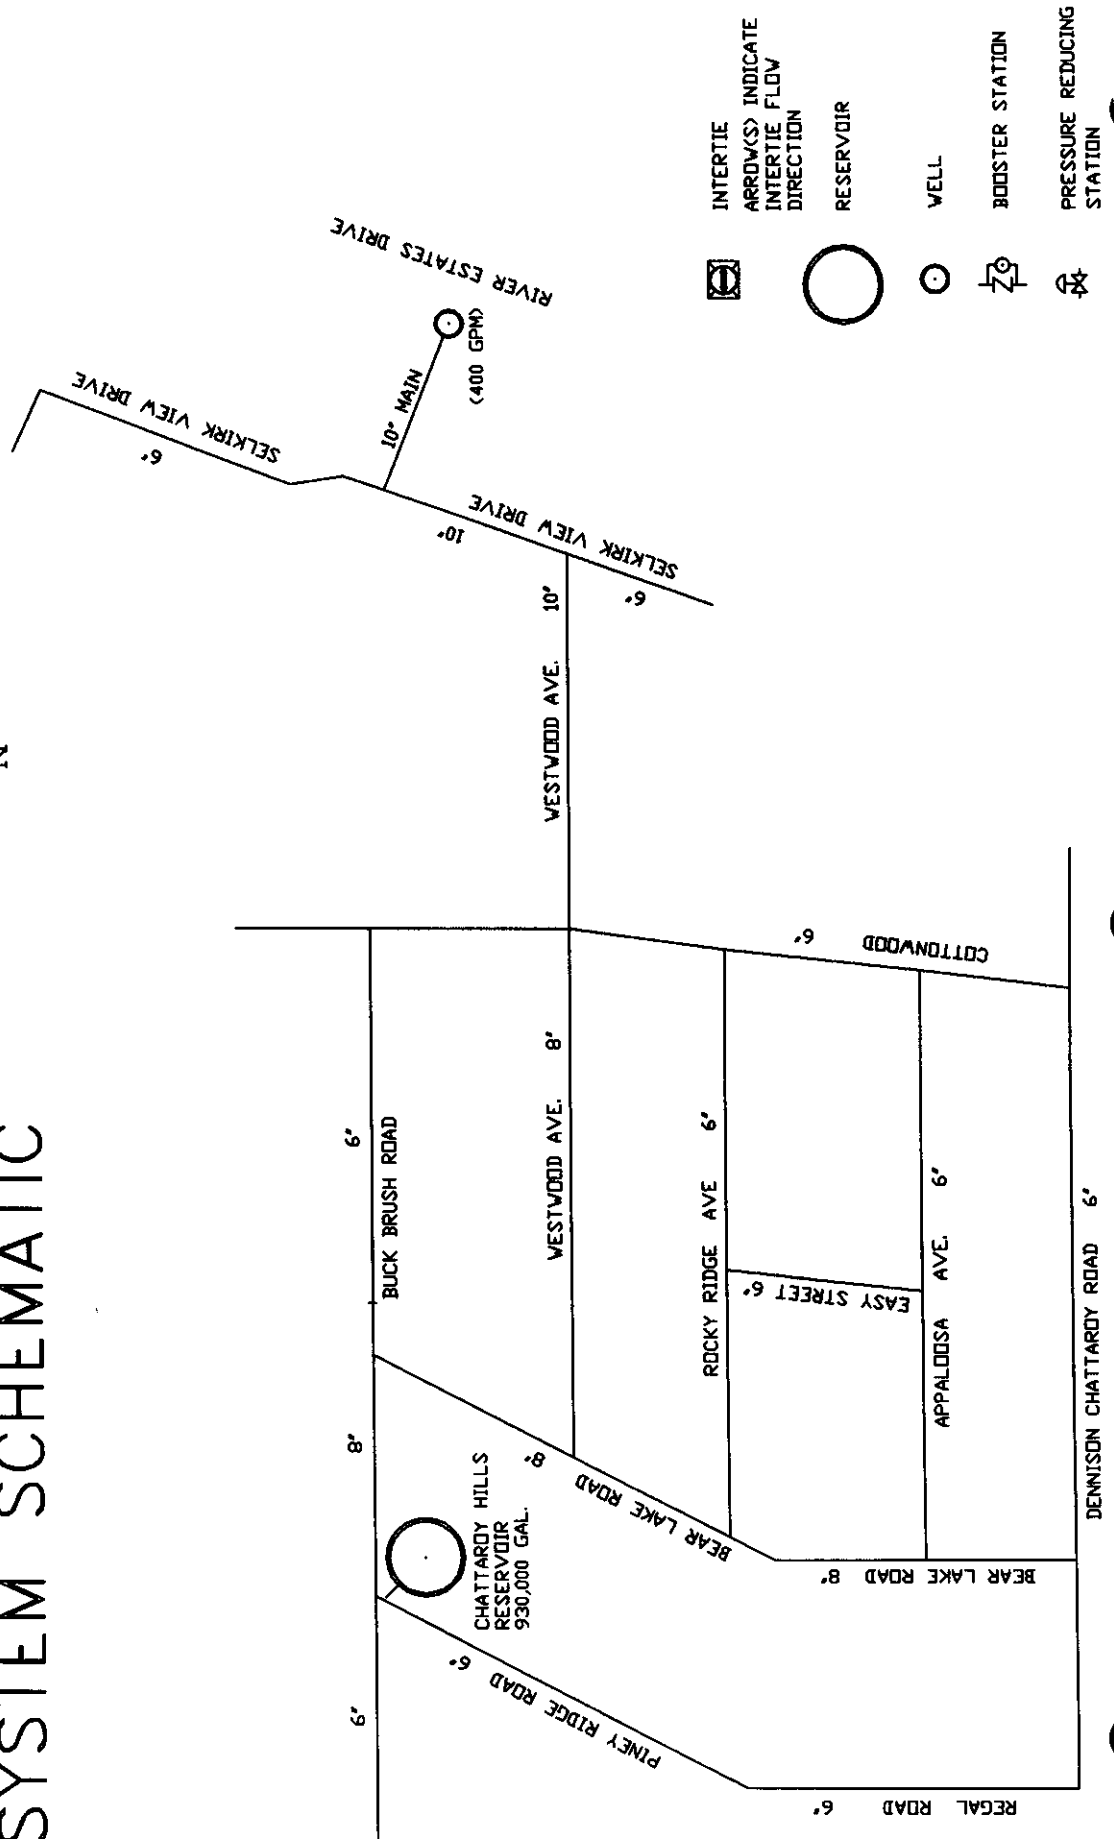 SYSTEM SCHEMATIC
N
SELKIRK VIEW DRIVE
6"
RIVER ESTATES DRIVE
10" MAIN
(400 GPM)
10"
SELKIRK VIEW DRIVE
6"
WESTWOOD AVE. 10"
6"
BUCK BRUSH ROAD
8"
6"
WESTWOOD AVE. 8"
COTTONWOOD 6"
ROCKY RIDGE AVE 6"
EASY STREET 6"
APPALOOSA AVE. 6"
DENNISON CHATTAROY ROAD 6"
BEAR LAKE ROAD 8"
BEAR LAKE ROAD 8"
CHATTAROY HILLS
RESERVOIR
930,000 GAL.
PINEY RIDGE ROAD 6"
REGAL ROAD 6"
INTERTIE
ARROW(S) INDICATE
INTERTIE FLOW
DIRECTION
RESERVOIR
WELL
BOOSTER STATION
PRESSURE REDUCING
STATION